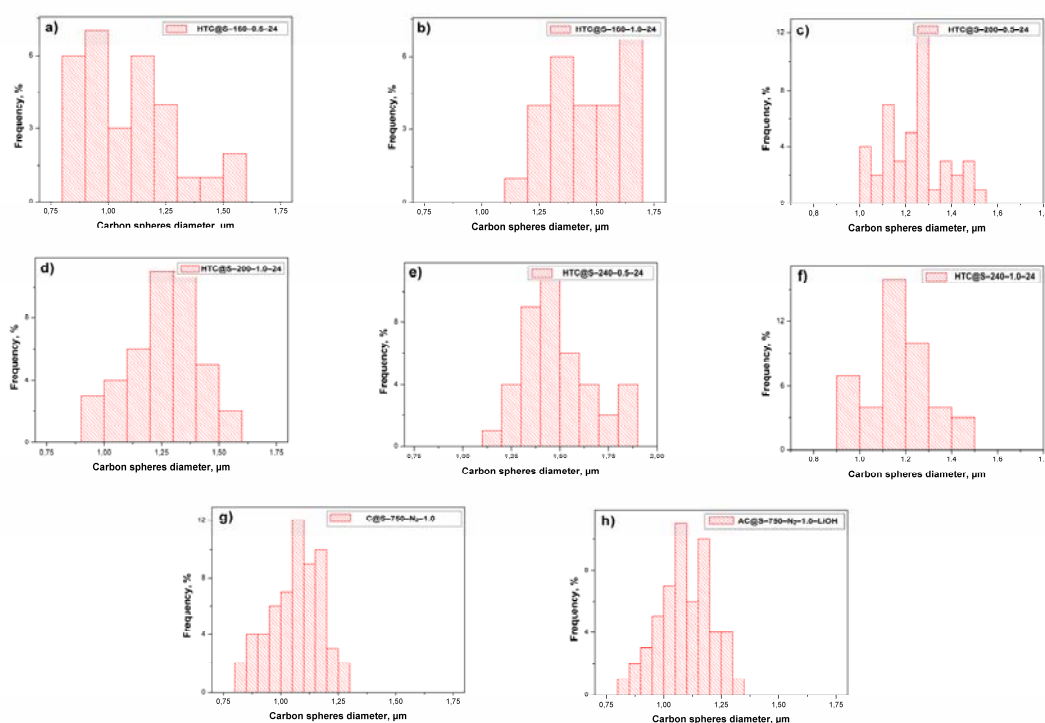 a)
HTC@S-160-0.5-24
6
3
0
Frequency, %
0,75
1,00
1,25
1,50
1,75
Carbon spheres diameter, µm
b)
HTC@S-160-1.0-24
6
3
0
Frequency, %
0,75
1,00
1,25
1,50
1,75
Carbon spheres diameter, µm
c)
HTC@S-200-0.5-24
12
8
4
0
Frequency, %
0,8
1,0
1,2
1,4
1,6
Carbon spheres diameter, µm
d)
HTC@S-200-1.0-24
8
4
0
Frequency, %
0,75
1,00
1,25
1,50
1,75
Carbon spheres diameter, µm
e)
HTC@S-240-0.5-24
8
4
0
Frequency, %
0,75
1,00
1,25
1,50
1,75
2,00
Carbon spheres diameter, µm
f)
HTC@S-240-1.0-24
12
6
0
Frequency, %
0,8
1,0
1,2
1,4
1,6
Carbon spheres diameter, µm
g)
C@S-750-N₂-1.0
12
8
4
0
Frequency, %
0,75
1,00
1,25
1,50
1,75
Carbon spheres diameter, µm
h)
AC@S-750-N₂-1.0-LiOH
8
4
0
Frequency, %
0,75
1,00
1,25
1,50
1,75
Carbon spheres diameter, µm